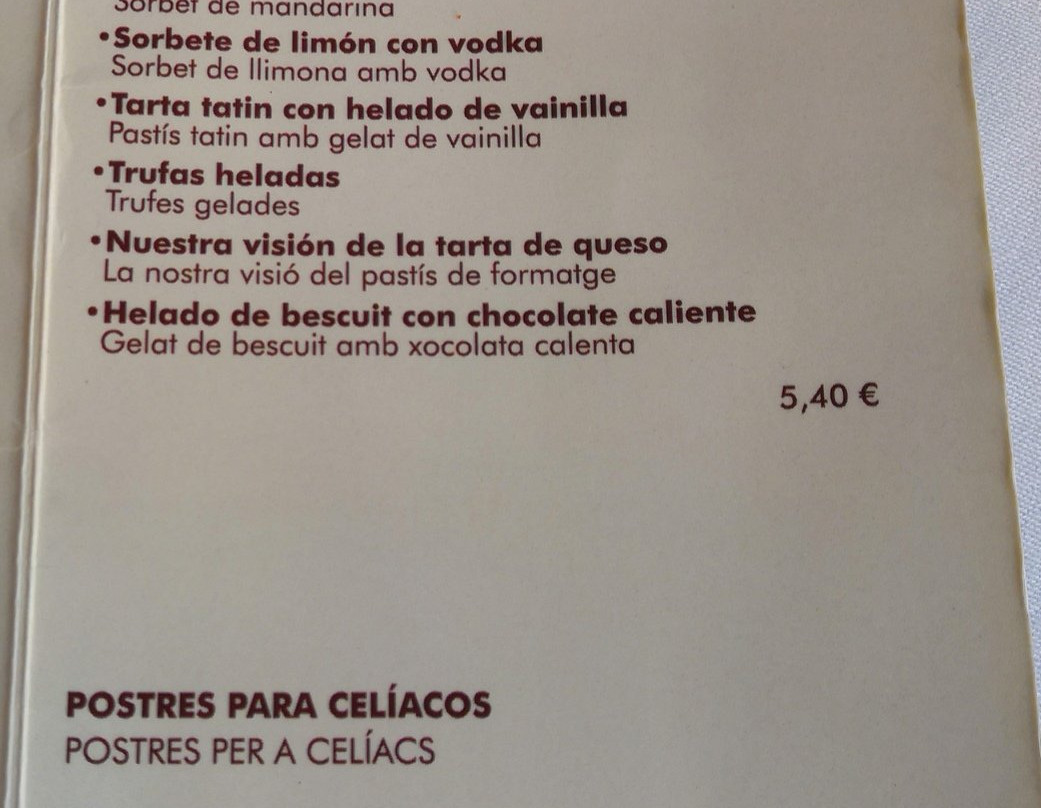 Sorbet de mandarina
•Sorbete de limón con vodka
Sorbet de llimona amb vodka
•Tarta tatin con helado de vainilla
Pastís tatin amb gelat de vainilla
•Trufas heladas
Trufes gelades
•Nuestra visión de la tarta de queso
La nostra visió del pastís de formatge
•Helado de bescuit con chocolate caliente
Gelat de bescuit amb xocolata calenta
5,40 €
POSTRES PARA CELÍACOS
POSTRES PER A CELÍACS